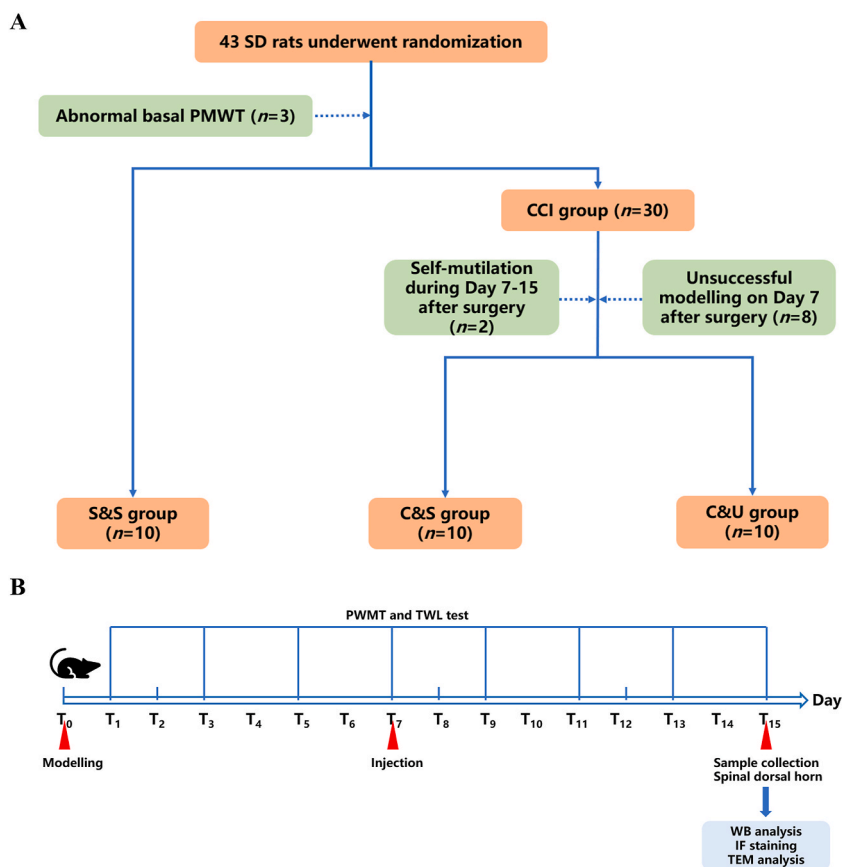 A
43 SD rats underwent randomization
Abnormal basal PMWT (n=3)
CCI group (n=30)
Self-mutilation
during Day 7-15
after surgery
(n=2)
Unsuccessful
modelling on Day 7
after surgery (n=8)
S&S group
(n=10)
C&S group
(n=10)
C&U group
(n=10)
B
PWMT and TWL test
Day
T0 T1 T2 T3 T4 T5 T6 T7 T8 T9 T10 T11 T12 T13 T14 T15
Modelling
Injection
Sample collection
Spinal dorsal horn
WB analysis
IF staining
TEM analysis